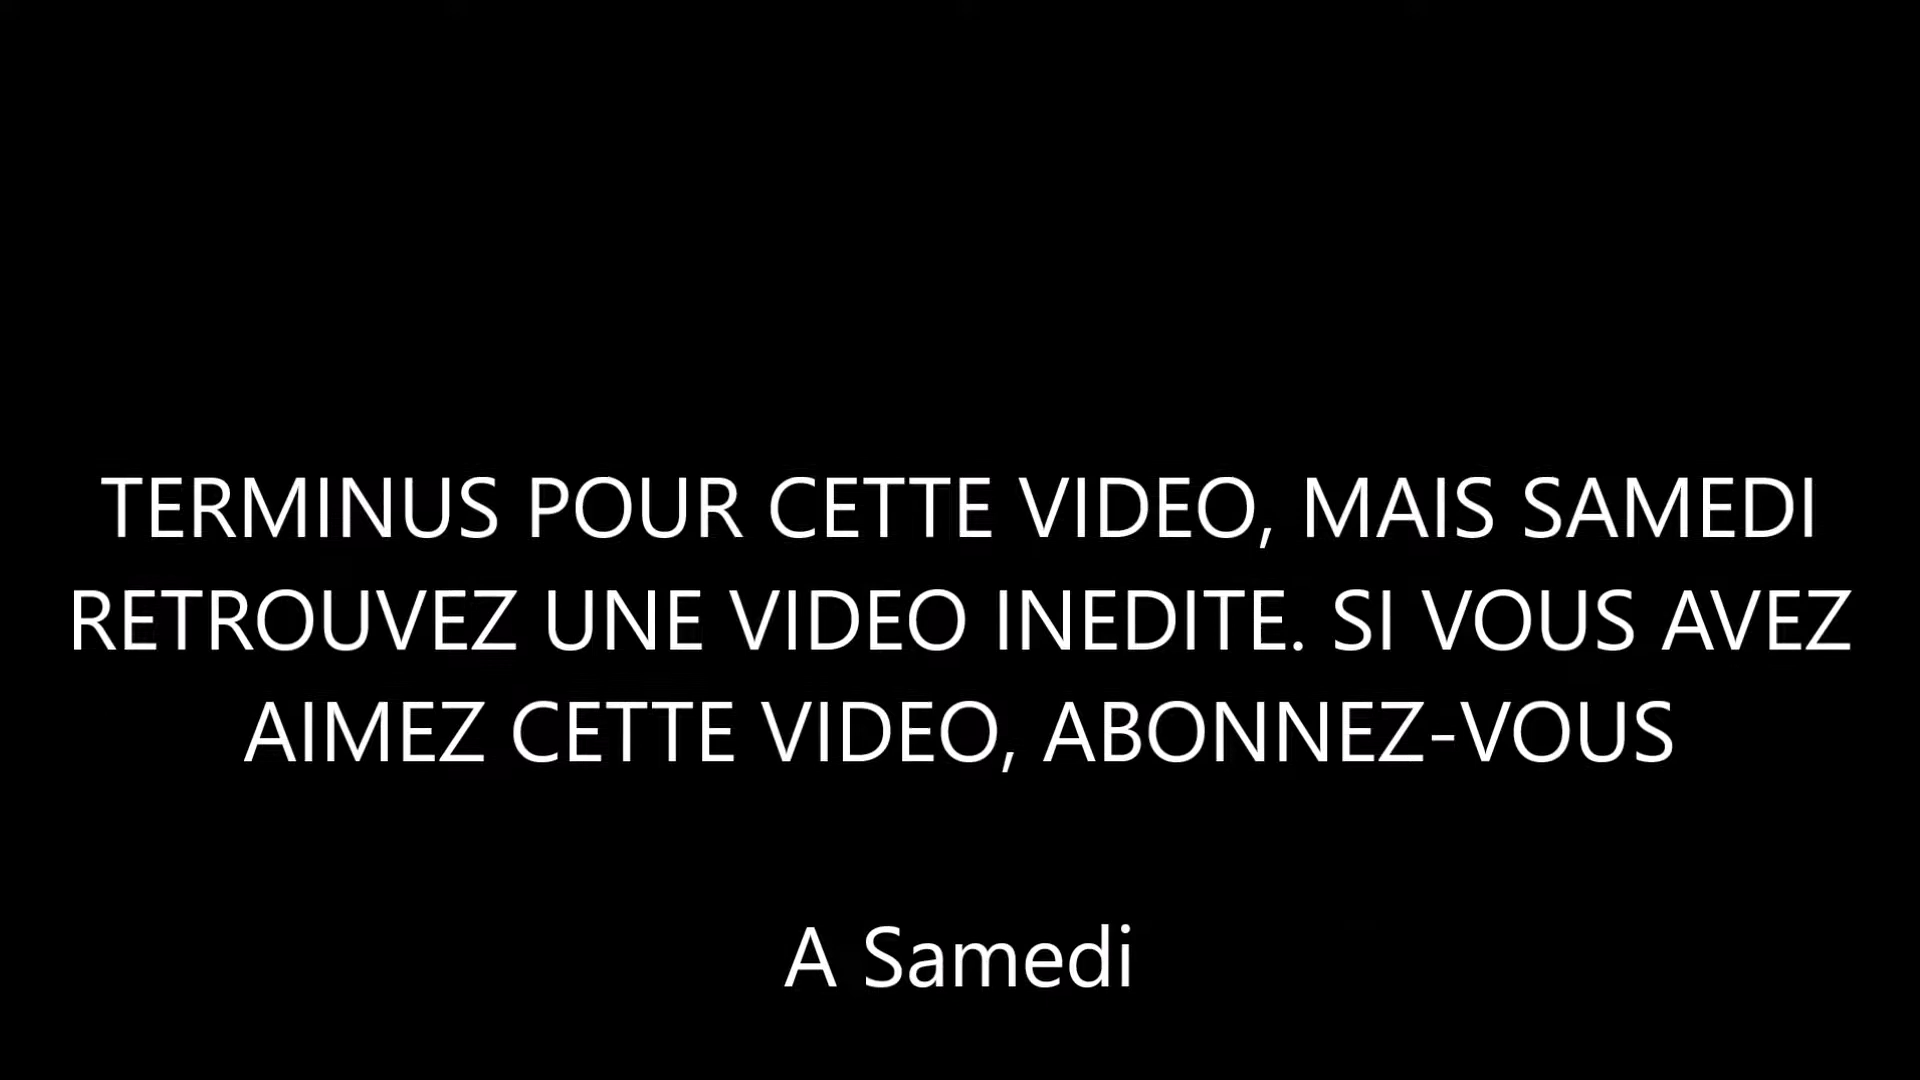 TERMINUS POUR CETTE VIDEO, MAIS SAMEDI
RETROUVEZ UNE VIDEO INEDITE. SI VOUS AVEZ
AIMEZ CETTE VIDEO, ABONNEZ-VOUS
A Samedi